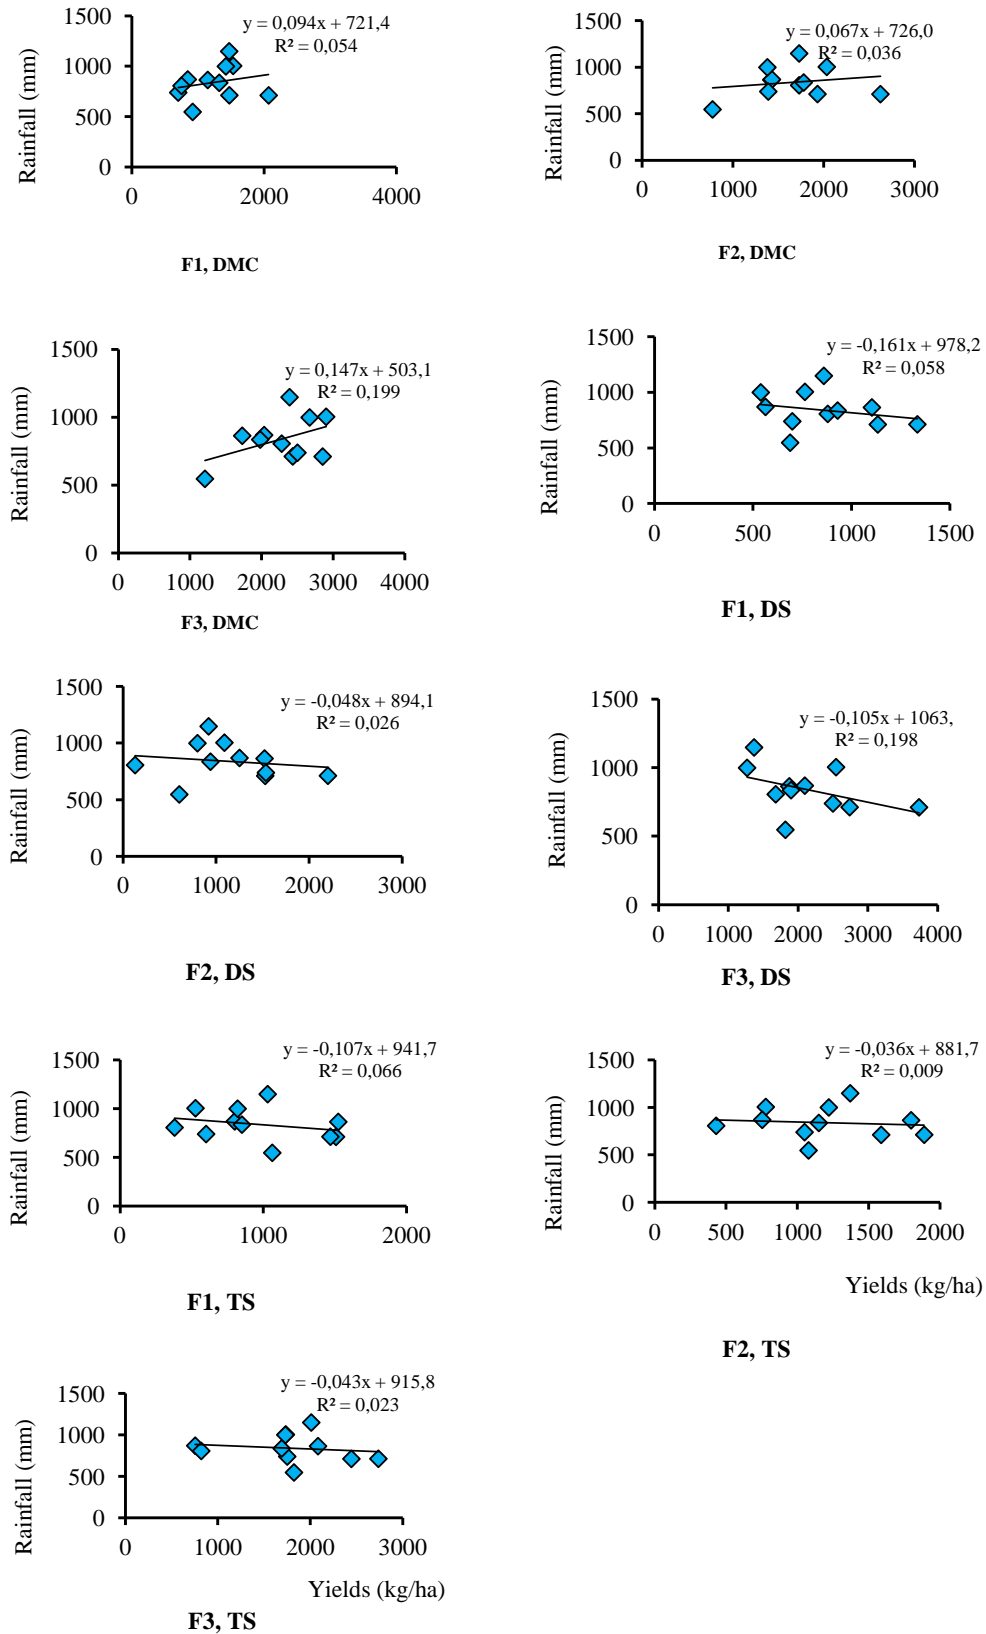 y = 0,094x + 721,4
R² = 0,054
1500
1000
500
0
0 2000 4000
Rainfall (mm)
F1, DMC
y = 0,067x + 726,0
R² = 0,036
1500
1000
500
0
0 1000 2000 3000
Rainfall (mm)
F2, DMC
y = 0,147x + 503,1
R² = 0,199
1500
1000
500
0
0 1000 2000 3000 4000
Rainfall (mm)
F3, DMC
y = -0,161x + 978,2
R² = 0,058
1500
1000
500
0
0 500 1000 1500
Rainfall (mm)
F1, DS
y = -0,048x + 894,1
R² = 0,026
1500
1000
500
0
0 1000 2000 3000
Rainfall (mm)
F2, DS
y = -0,105x + 1063,
R² = 0,198
1500
1000
500
0
0 1000 2000 3000 4000
Rainfall (mm)
F3, DS
y = -0,107x + 941,7
R² = 0,066
1500
1000
500
0
0 1000 2000
Rainfall (mm)
F1, TS
y = -0,036x + 881,7
R² = 0,009
1500
1000
500
0
0 500 1000 1500 2000
Rainfall (mm)
Yields (kg/ha)
F2, TS
y = -0,043x + 915,8
R² = 0,023
1500
1000
500
0
0 1000 2000 3000
Rainfall (mm)
Yields (kg/ha)
F3, TS